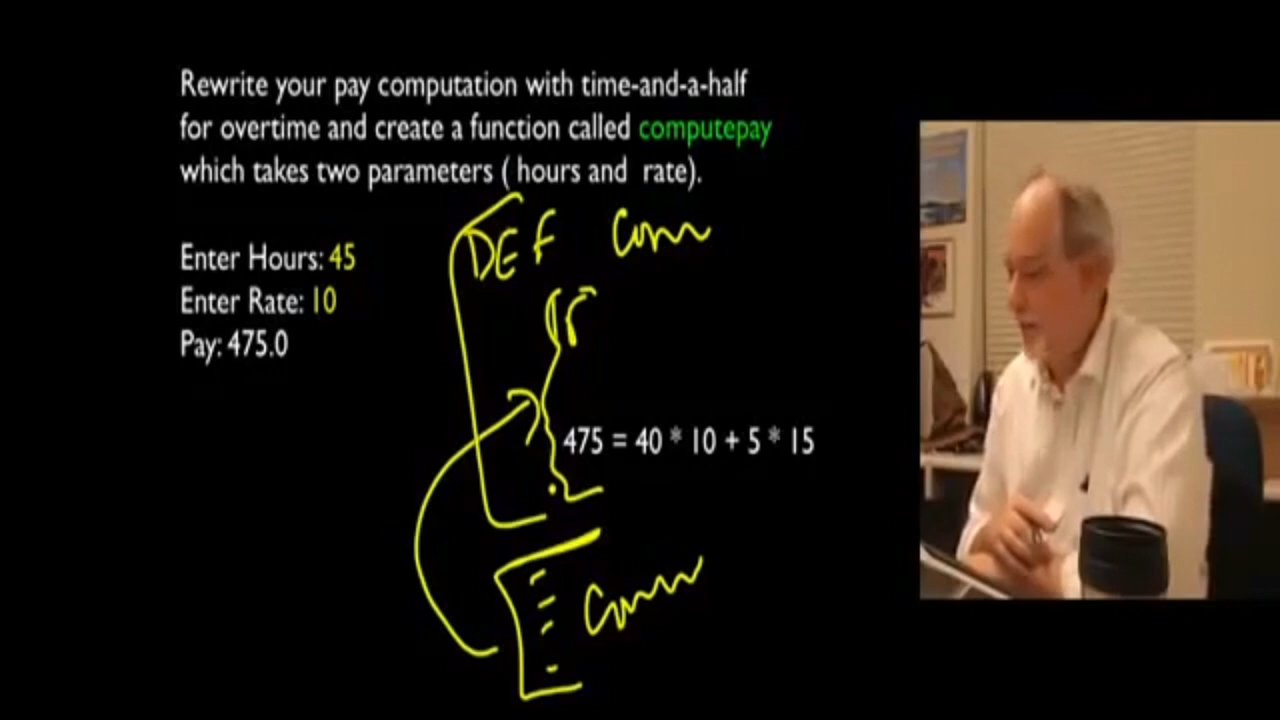 Rewrite your pay computation with time-and-a-half
for overtime and create a function called computepay
which takes two parameters ( hours and  rate).
Enter Hours: 45
Enter Rate: 10
Pay: 475.0
DEF com
475 = 40 * 10 + 5 * 15
com